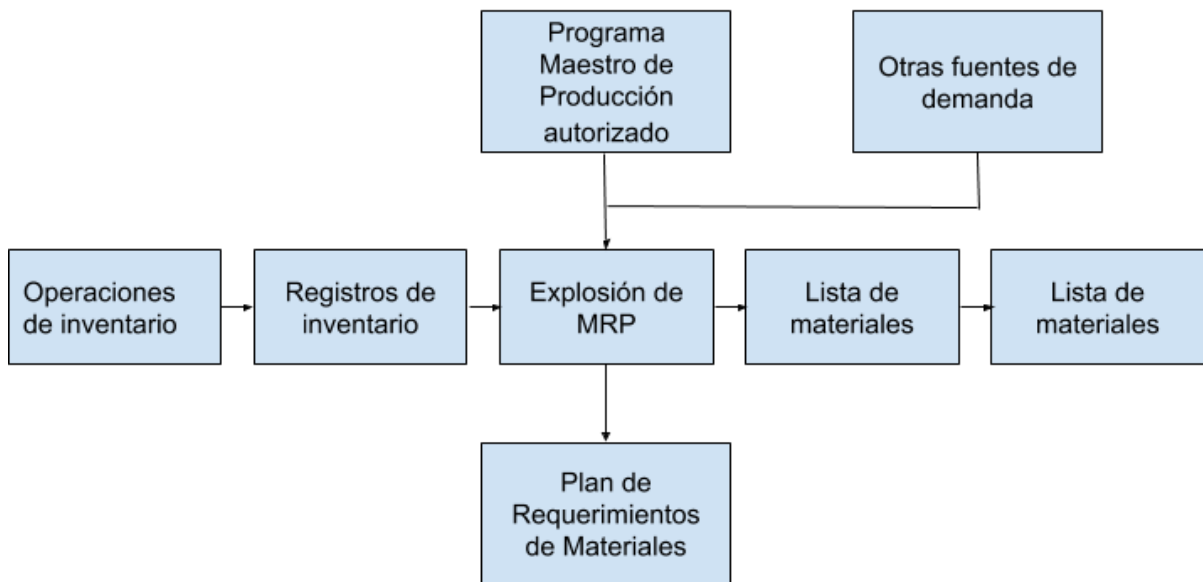 Programa
Maestro de
Producción
autorizado
Otras fuentes de
demanda
Operaciones
de inventario
Registros de
inventario
Explosión de
MRP
Lista de
materiales
Lista de
materiales
Plan de
Requerimientos
de Materiales